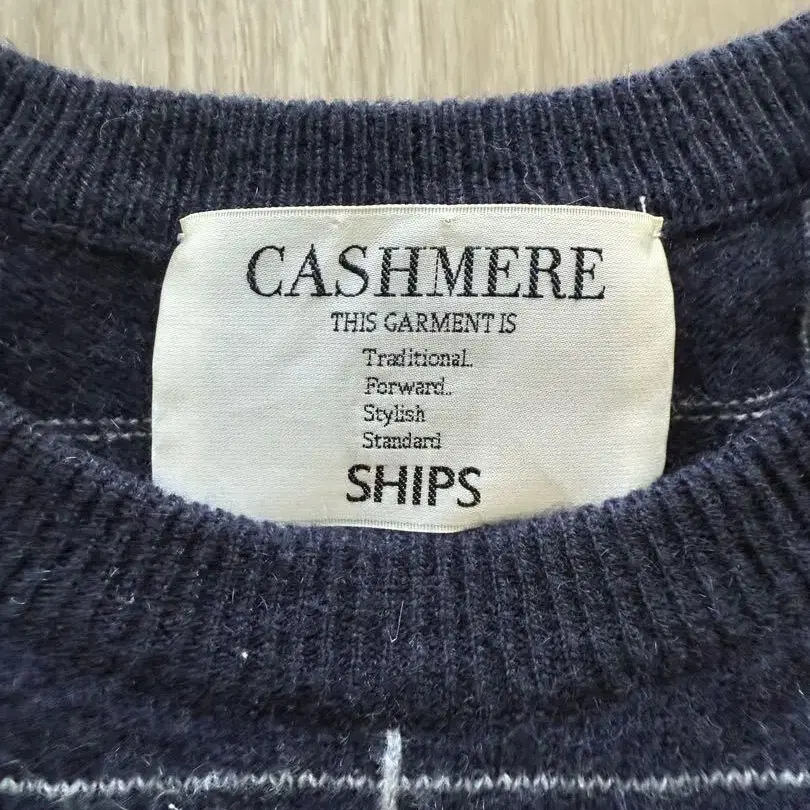 CASHMERE
THIS GARMENT IS
Traditional.
Forward.
Stylish
Standard
SHIPS